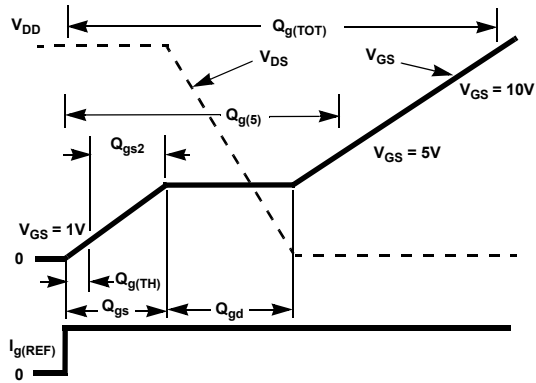 V_DD
Q_g(TOT)
V_DS
V_GS
V_GS = 10V
Q_g(5)
Q_gs2
V_GS = 5V
V_GS = 1V
0
Q_g(TH)
Q_gs
Q_gd
I_g(REF)
0